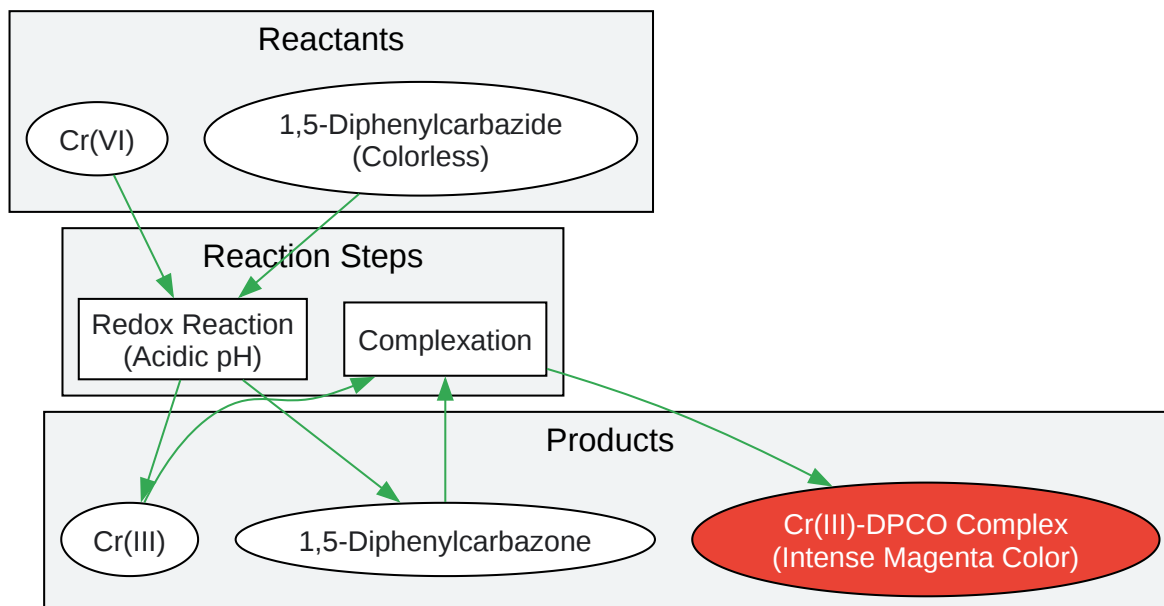 Reactants
Cr(VI)
1,5-Diphenylcarbazide
(Colorless)
Reaction Steps
Redox Reaction
(Acidic pH)
Complexation
Products
Cr(III)
1,5-Diphenylcarbazone
Cr(III)-DPCO Complex
(Intense Magenta Color)